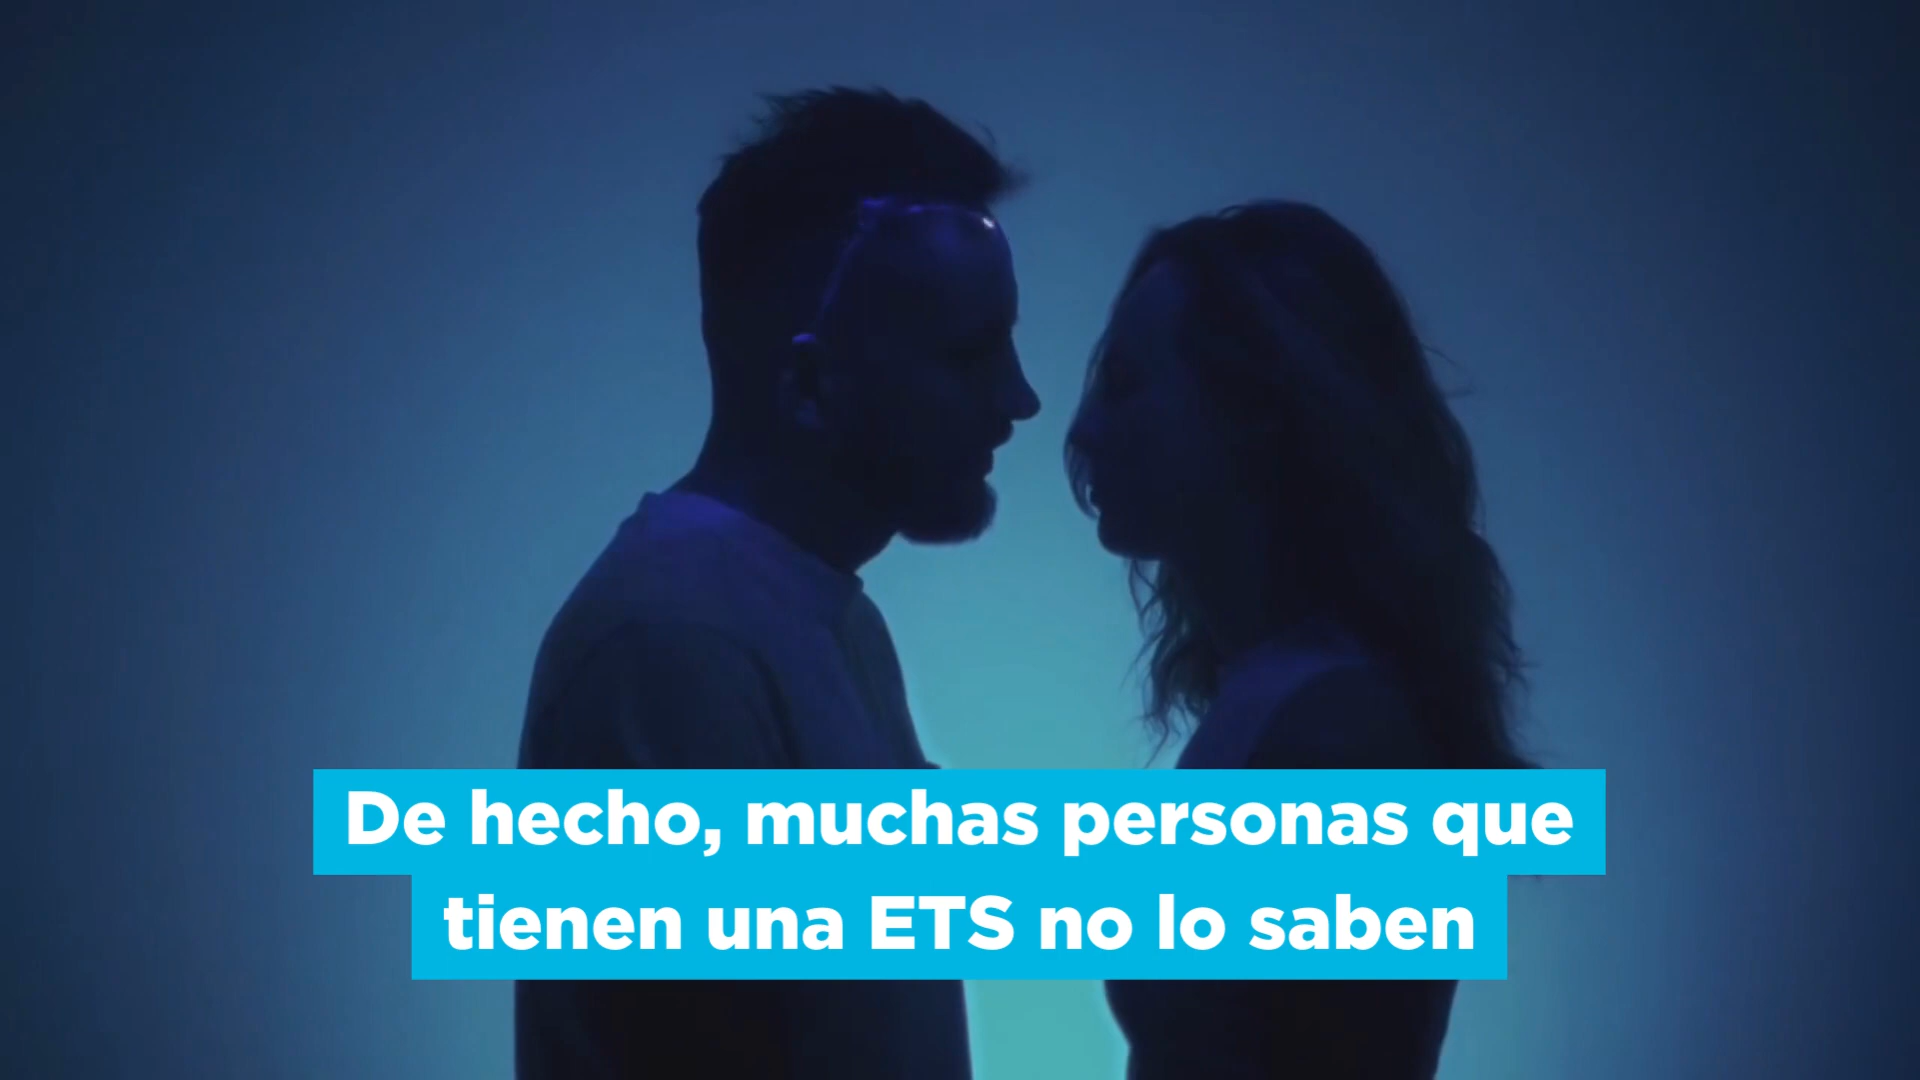 De hecho, muchas personas que
tienen una ETS no lo saben